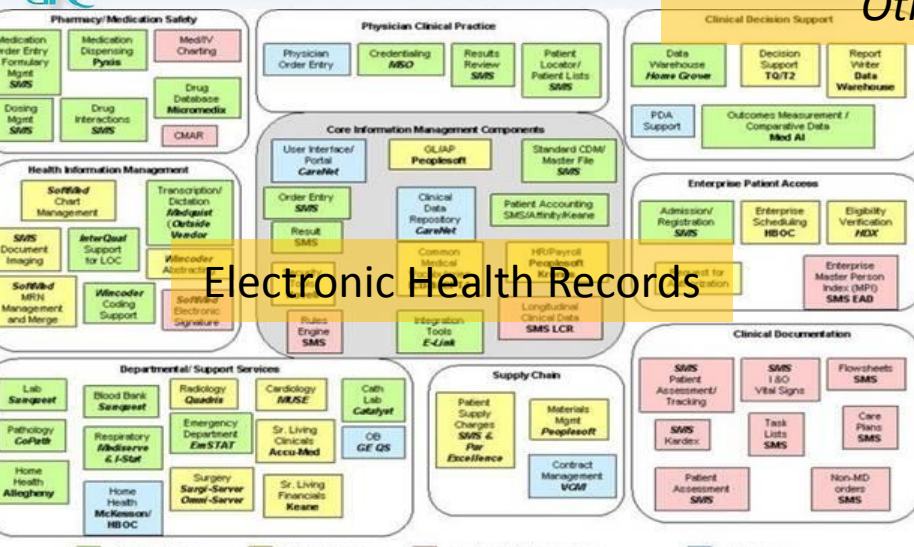 Oth
Pharmacy/Medication Safety
Medication
Order Entry
Formulary
Mgmt
SMS
Medication
Dispensing
Pyxis
Med/IV
Charting
Dosing
Mgmt
SMS
Drug
Interactions
SMS
Drug
Database
Micromedix
CMAR
Physician Clinical Practice
Physician
Order Entry
Credentialing
MSO
Results
Review
SMS
Patient
Locator/
Patient Lists
SMS
Clinical Decision Support
Data
Warehouse
Home Grown
Decision
Support
TQ/T2
Report
Writer
Data
Warehouse
PDA
Support
Outcomes Measurement /
Comparative Data
Med AI
Health Information Management
SoftMed
Chart
Management
Transcription/
Dictation
Medquist
(Outside
Vendor
SMS
Document
Imaging
InterQual
Support
for LOC
Wincoder
Abstracting
SoftMed
MRN
Management
and Merge
Wincoder
Coding
Support
SoftMed
Electronic
Signature
Core Information Management Components
User Interface/
Portal
CareNet
GL/AP
Peoplesoft
Standard CDM/
Master File
SMS
Order Entry
SMS
Clinical
Data
Repository
CareNet
Patient Accounting
SMS/Affinity/Keane
Result
SMS
Common
Medical
HR/Payroll
Peoplesoft
Electronic Health Records
Rules
Engine
SMS
Integration
Tools
E-Link
Longitudinal
Clinical Data
SMS LCR
Enterprise Patient Access
Admission/
Registration
SMS
Enterprise
Scheduling
HBOC
Eligibility
Verification
HDX
Request for
Enterprise
Master Person
Index (MPI)
SMS EAD
Departmental/ Support Services
Lab
Sunquest
Blood Bank
Sunquest
Radiology
Quadris
Cardiology
MUSE
Cath
Lab
Catalyst
Pathology
CoPath
Respiratory
Mediserve
& I-Stat
Emergency
Department
EmSTAT
Sr. Living
Clinicals
Accu-Med
OB
GE QS
Home
Health
Allegheny
Home
Health
McKesson/
HBOC
Surgery
Surgi-Server
Omni-Server
Sr. Living
Financials
Keane
Supply Chain
Patient
Supply
Charges
SMS &
Par
Excellence
Materials
Mgmt
Peoplesoft
Contract
Management
VCM
Clinical Documentation
SMS
Patient
Assessment/
Tracking
SMS
I &O
Vital Signs
Flowsheets
SMS
SMS
Kardex
Task
Lists
SMS
Care
Plans
SMS
Patient
Assessment
SMS
Non-MD
orders
SMS